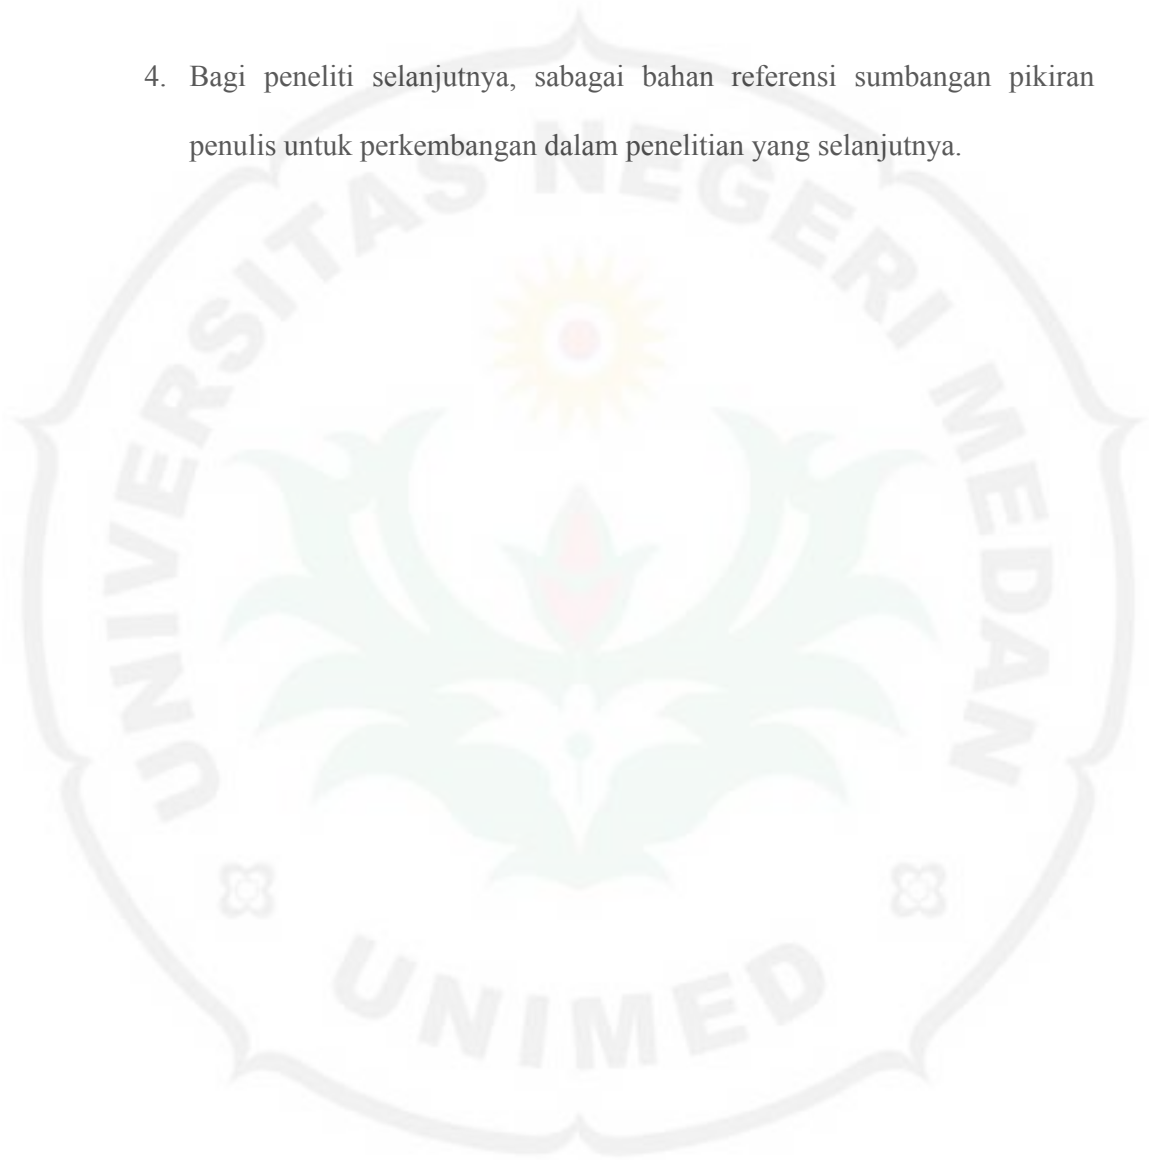 4. Bagi peneliti selanjutnya, sabagai bahan referensi sumbangan pikiran
penulis untuk perkembangan dalam penelitian yang selanjutnya.
UNIVERSITAS NEGERI MEDAN
UNIMED